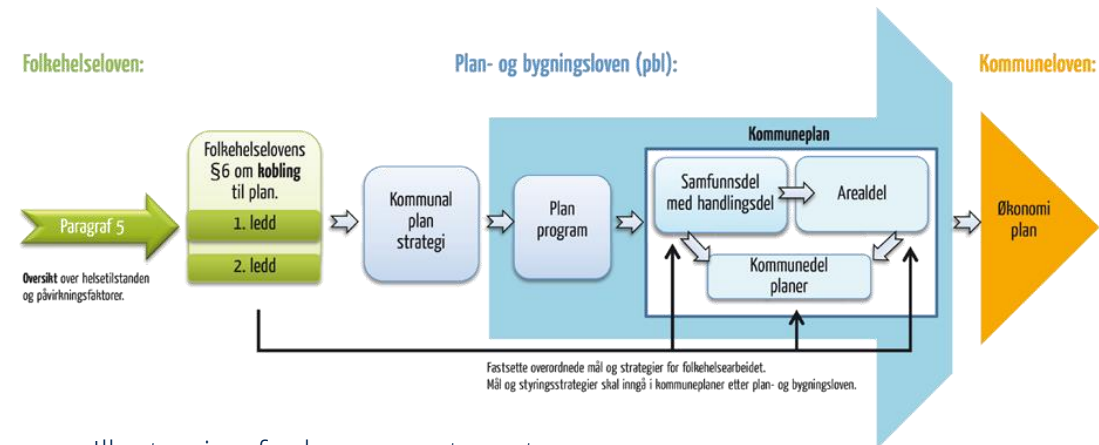 Folkehelseloven:
Plan- og bygningsloven (pbl):
Kommuneloven:
Paragraf 5
Oversikt over helsetilstanden
og påvirkningsfaktorer.
Folkehelselovens
§6 om kobling
til plan.
1. ledd
2. ledd
Kommunal
plan
strategi
Plan
program
Kommuneplan
Samfunnsdel
med handlingsdel
Arealdel
Kommunedel
planer
Økonomi
plan
Fastsette overordnede mål og strategier for folkehelsearbeidet.
Mål og styringsstrategier skal inngå i kommuneplaner etter plan- og bygningsloven.